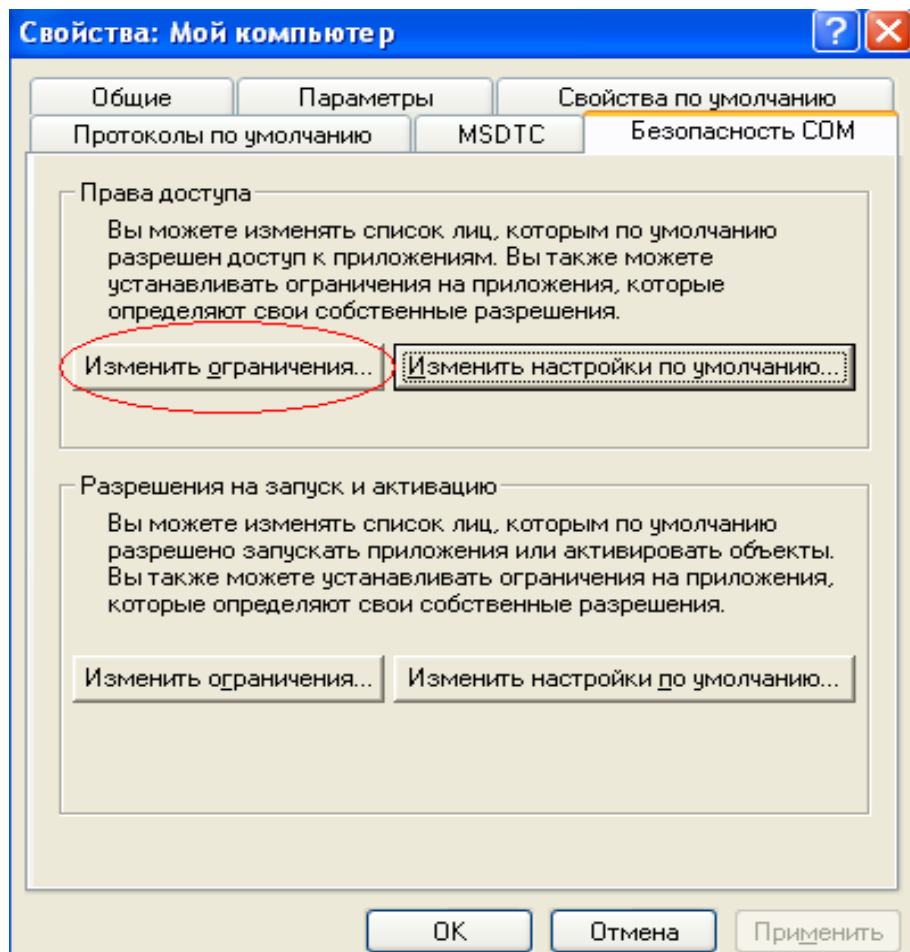 Свойства: Мой компьютер
Общие Параметры Свойства по умолчанию
Протоколы по умолчанию MSDTC Безопасность COM
Права доступа
Вы можете изменять список лиц, которым по умолчанию
разрешен доступ к приложениям. Вы также можете
устанавливать ограничения на приложения, которые
определяют свои собственные разрешения.
Изменить ограничения... Изменить настройки по умолчанию...
Разрешения на запуск и активацию
Вы можете изменять список лиц, которым по умолчанию
разрешено запускать приложения или активировать объекты.
Вы также можете устанавливать ограничения на приложения,
которые определяют свои собственные разрешения.
Изменить ограничения... Изменить настройки по умолчанию...
OK Отмена Применить